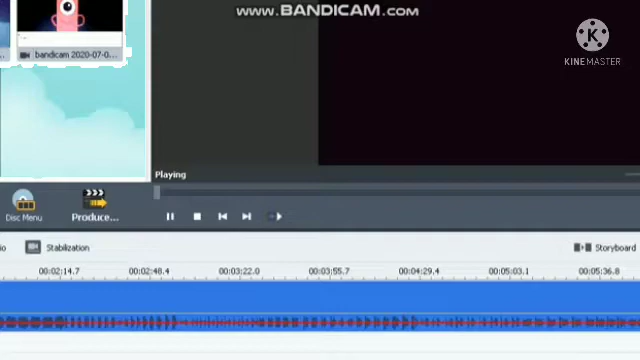 www.BANDICAM.com
KINEMASTER
bandicam 2020-07-0...
Playing
Disc Menu
Produce...
Stabilization
Storyboard
00:02:14.7 00:02:48.4 00:03:22.0 00:03:55.7 00:04:29.4 00:05:03.1 00:05:36.8